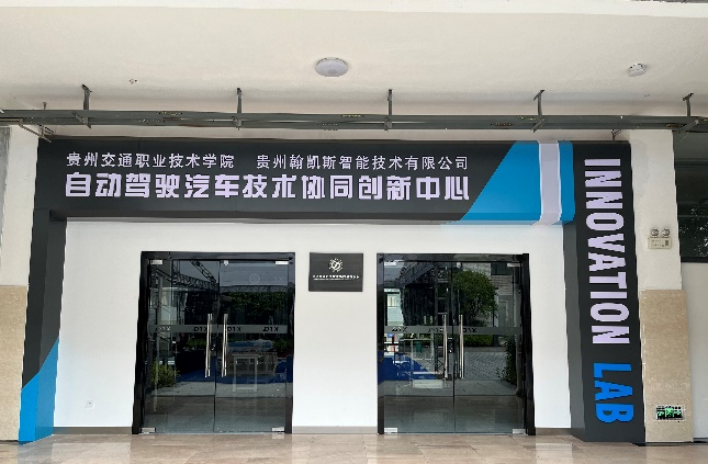 贵州交通职业技术学院 贵州翰凯斯智能技术有限公司
自动驾驶汽车技术协同创新中心
INNOVATION LAB